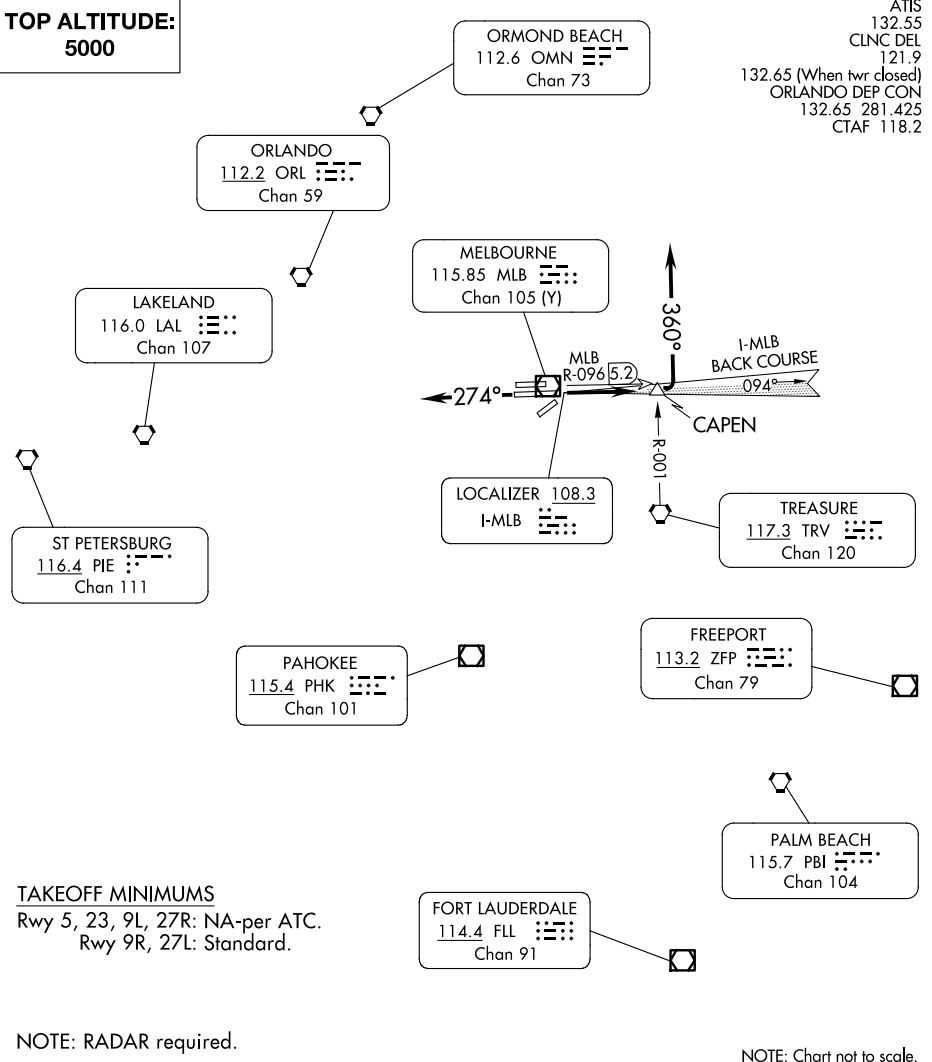 TOP ALTITUDE:
5000
ATIS
132.55
CLNC DEL
121.9
132.65 (When twr closed)
ORLANDO DEP CON
132.65 281.425
CTAF 118.2
ORMOND BEACH
112.6 OMN
Chan 73
ORLANDO
112.2 ORL
Chan 59
MELBOURNE
115.85 MLB
Chan 105 (Y)
LAKELAND
116.0 LAL
Chan 107
360°
I-MLB
BACK COURSE
094°
MLB
R-096 5.2
274°
CAPEN
R-001
LOCALIZER 108.3
I-MLB
TREASURE
117.3 TRV
Chan 120
ST PETERSBURG
116.4 PIE
Chan 111
PAHOKEE
115.4 PHK
Chan 101
FREEPORT
113.2 ZFP
Chan 79
PALM BEACH
115.7 PBI
Chan 104
TAKEOFF MINIMUMS
Rwy 5, 23, 9L, 27R: NA-per ATC.
Rwy 9R, 27L: Standard.
FORT LAUDERDALE
114.4 FLL
Chan 91
NOTE: RADAR required.
NOTE: Chart not to scale.